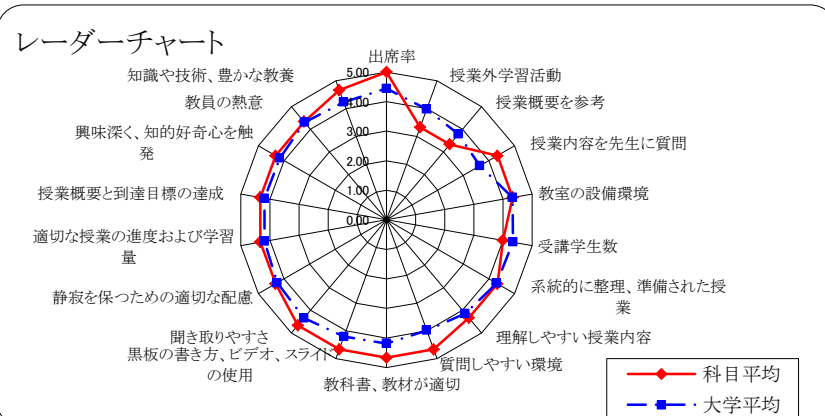 レーダーチャート
出席率
授業外学習活動
授業概要を参考
授業内容を先生に質問
教室の設備環境
受講学生数
系統的に整理、準備された授
業
理解しやすい授業内容
質問しやすい環境
教科書、教材が適切
黒板の書き方、ビデオ、スライド
の使用
聞き取りやすさ
静寂を保つための適切な配慮
適切な授業の進度および学習
量
授業概要と到達目標の達成
興味深く、知的好奇心を触
発
教員の熱意
知識や技術、豊かな教養
5.00
4.00
3.00
2.00
1.00
0.00
科目平均
大学平均